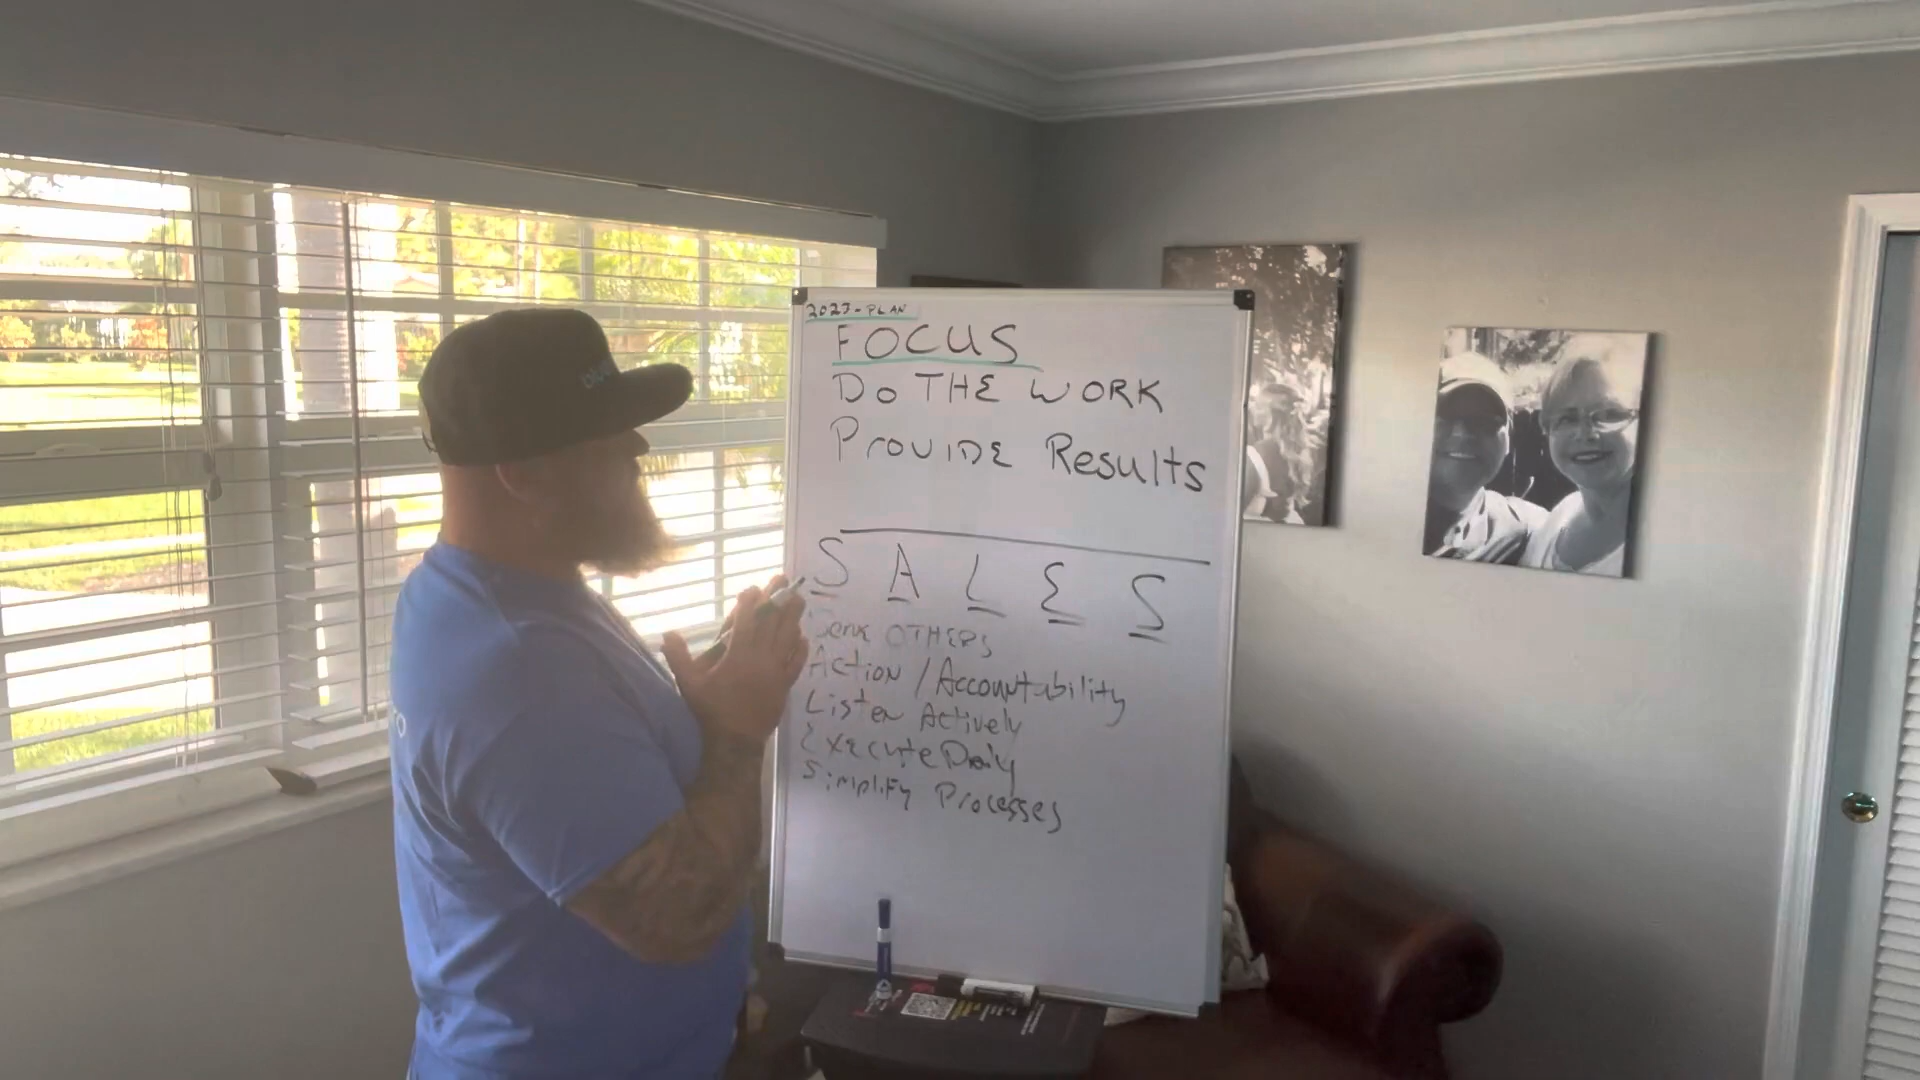 2023-PLAN
FOCUS
DO THE WORK
PROVIDE Results
S A L E S
Serve OTHERS
Action / Accountability
Listen Actively
Execute Daily
Simplify Processes